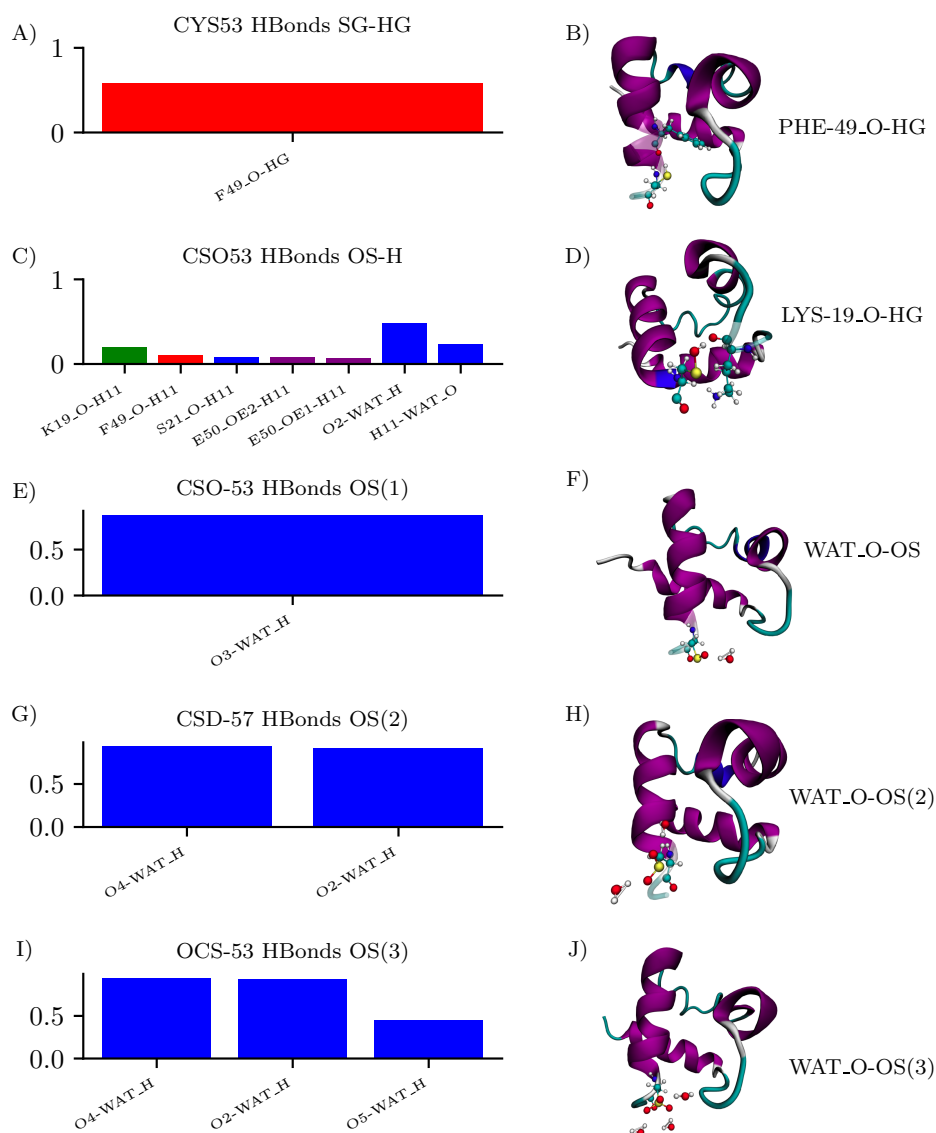 A)
CYS53 HBonds SG-HG
1
0
F49_O-HG
B)
PHE-49_O-HG
C)
CSO53 HBonds OS-H
1
0
K19_O-H11
F49_O-H11
S21_O-H11
E50_OE2-H11
E50_OE1-H11
O2-WAT_H
H11-WAT_O
D)
LYS-19_O-HG
E)
CSO-53 HBonds OS(1)
0.5
0.0
O3-WAT_H
F)
WAT_O-OS
G)
CSD-57 HBonds OS(2)
0.5
0.0
O4-WAT_H
O2-WAT_H
H)
WAT_O-OS(2)
I)
OCS-53 HBonds OS(3)
0.5
0.0
O4-WAT_H
O2-WAT_H
O5-WAT_H
J)
WAT_O-OS(3)